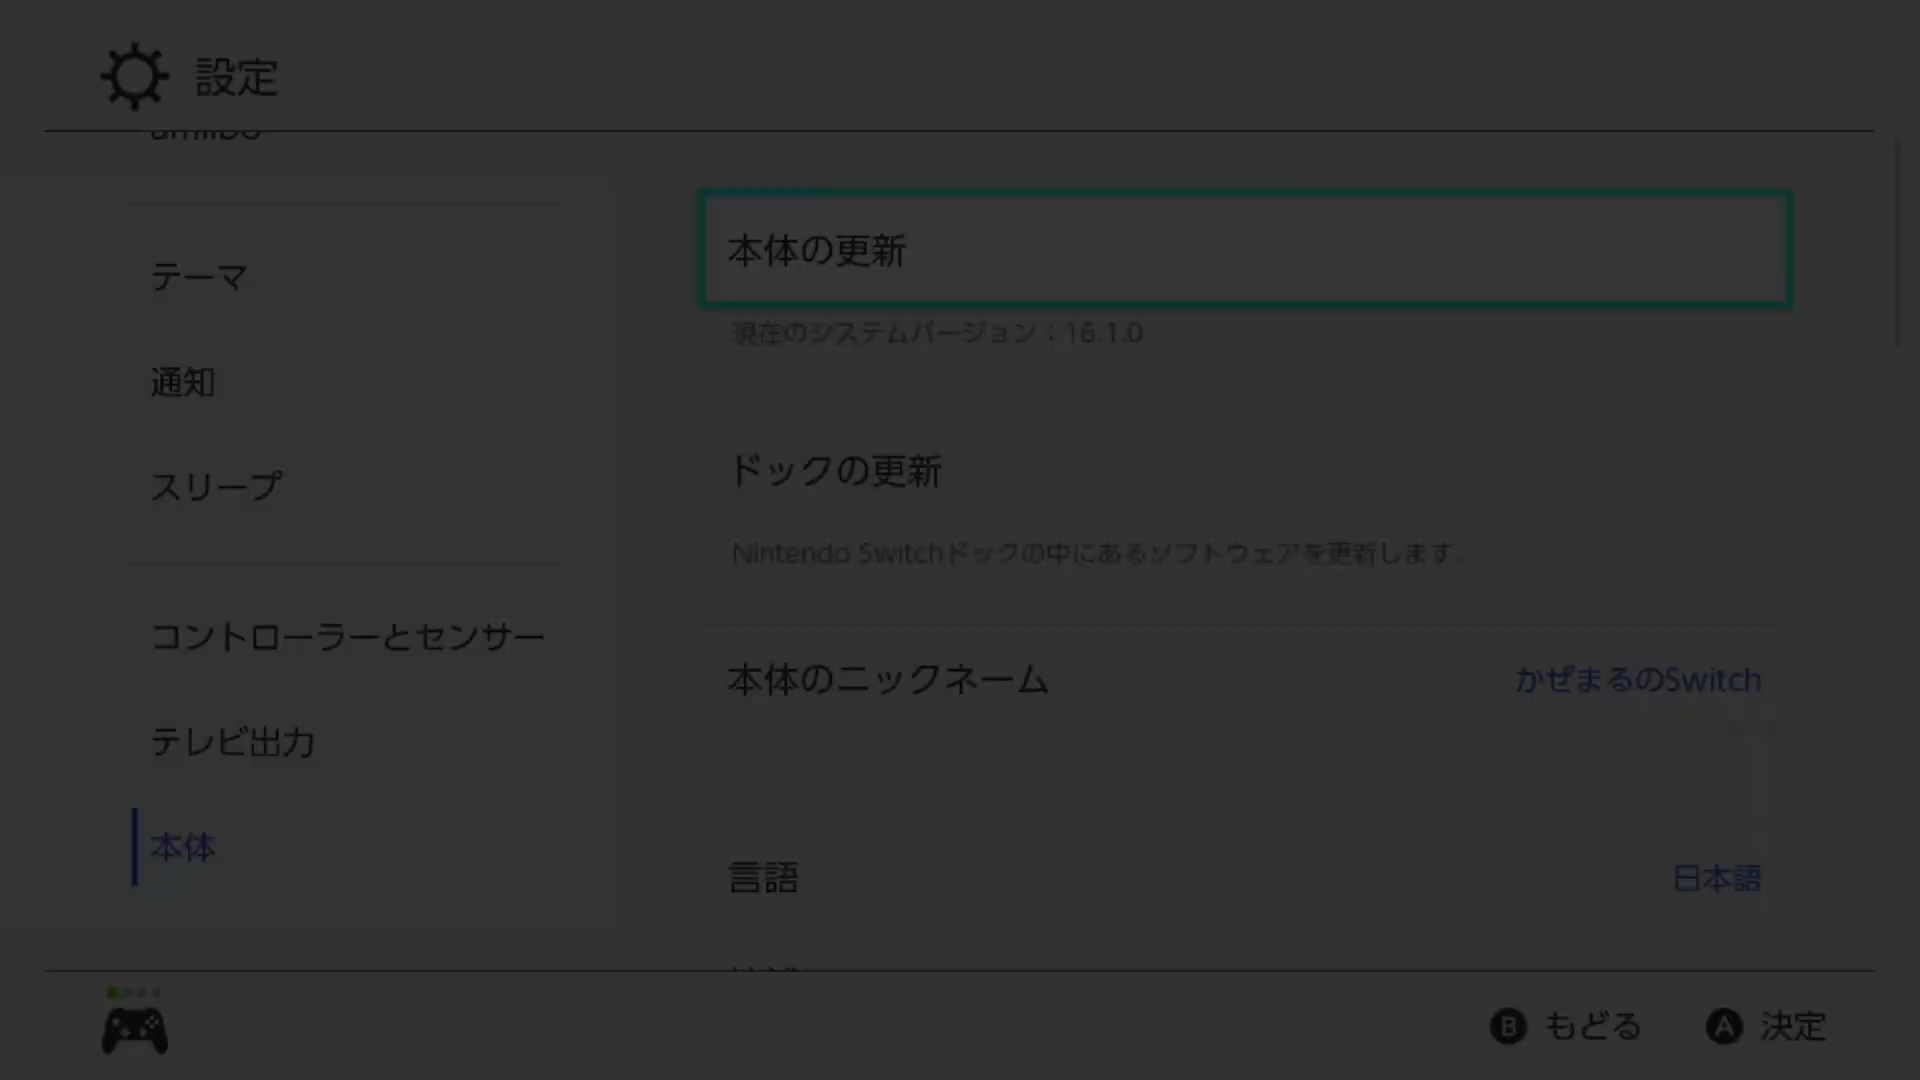 設定
amiibo
テーマ
通知
スリープ
コントローラーとセンサー
テレビ出力
本体
本体の更新
現在のシステムバージョン：16.1.0
ドックの更新
Nintendo Switchドックの中にあるソフトウェアを更新します。
本体のニックネーム
かぜまるのSwitch
言語
日本語
B もどる
A 決定